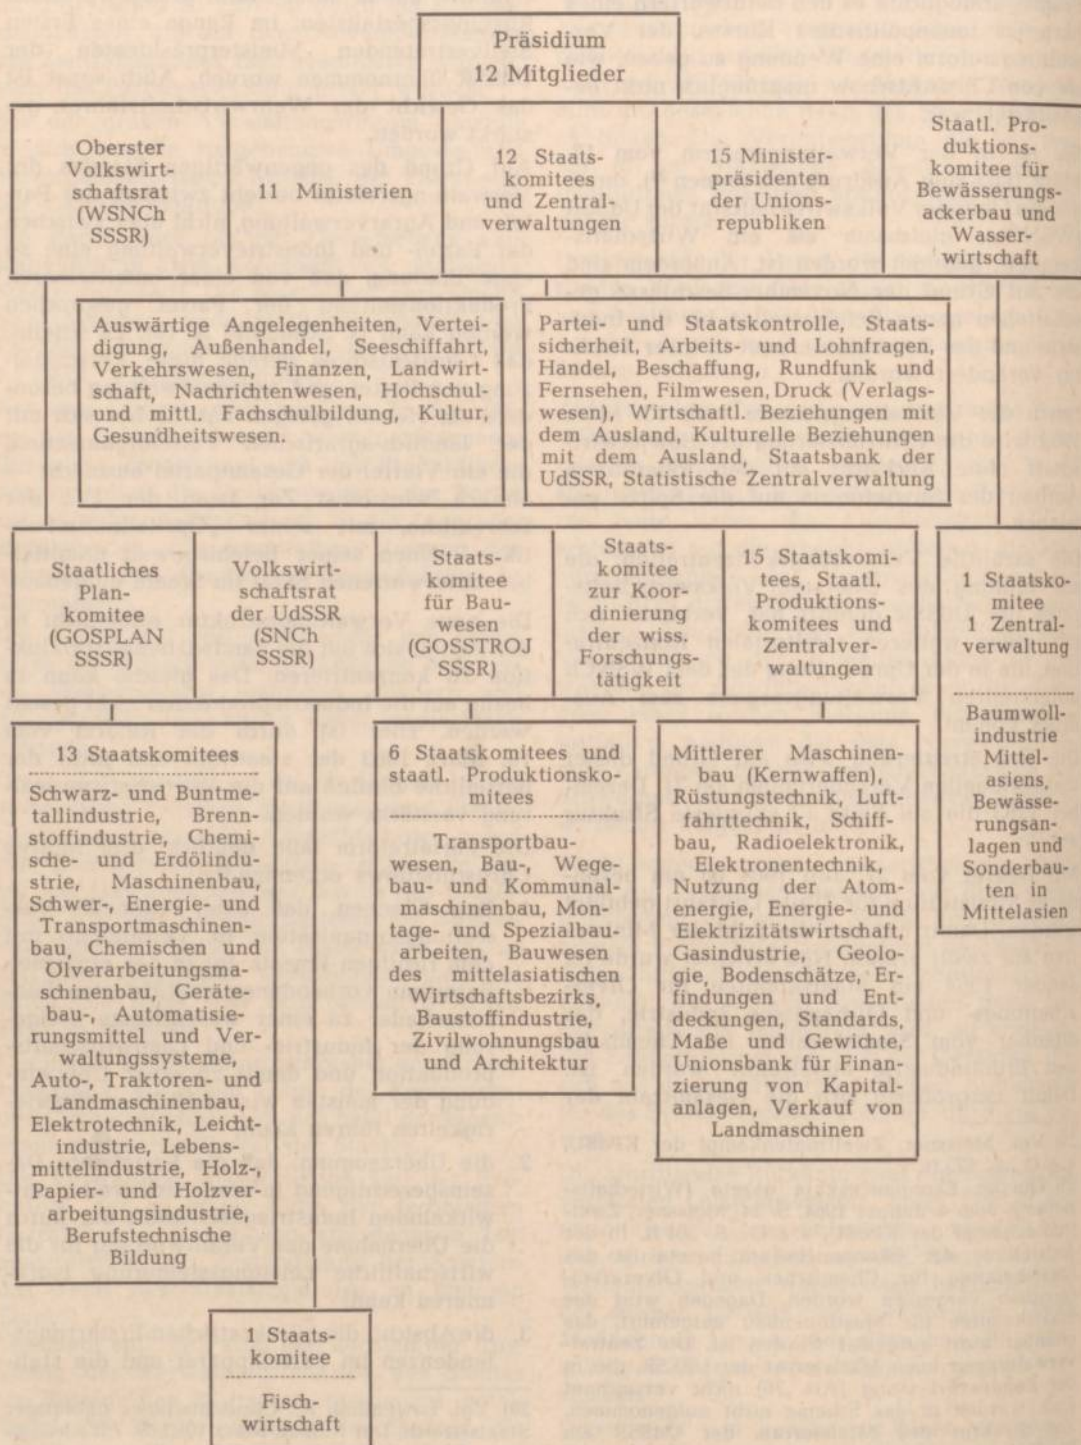 Präsidium
12 Mitglieder
Oberster
Volkswirt-
schaftsrat
(WSNCh
SSSR)
11 Ministerien
12 Staats-
komitees
und Zentral-
verwaltungen
15 Minister-
präsidenten
der Unions-
republiken
Staatl. Pro-
duktions-
komitee für
Bewässerungs-
ackerbau und
Wasser-
wirtschaft
Auswärtige Angelegenheiten, Vertei-
digung, Außenhandel, Seeschiffahrt,
Verkehrswesen, Finanzen, Landwirt-
schaft, Nachrichtenwesen, Hochschul-
und mittl. Fachschulbildung, Kultur,
Gesundheitswesen.
Partei- und Staatskontrolle, Staats-
sicherheit, Arbeits- und Lohnfragen,
Handel, Beschaffung, Rundfunk und
Fernsehen, Filmwesen, Druck (Verlags-
wesen), Wirtschaftl. Beziehungen mit
dem Ausland, Kulturelle Beziehungen
mit dem Ausland, Staatsbank der
UdSSR, Statistische Zentralverwaltung
Staatliches
Plan-
komitee
(GOSPLAN
SSSR)
Volkswirt-
schaftsrat
der UdSSR
(SNCh
SSSR)
Staats-
komitee
für Bau-
wesen
(GOSSTROJ
SSSR)
Staats-
komitee
zur Koor-
dinierung
der wiss.
Forschungs-
tätigkeit
15 Staatskomi-
tees, Staatl.
Produktions-
komitees und
Zentralver-
waltungen
1 Staatsko-
mitee
1 Zentral-
verwaltung
Baumwoll-
industrie
Mittel-
asiens,
Bewässe-
rungsan-
lagen und
Sonderbau-
ten in
Mittelasien
13 Staatskomitees
Schwarz- und Buntme-
tallindustrie, Brenn-
stoffindustrie, Chemi-
sche- und Erdölindu-
strie, Maschinenbau,
Schwer-, Energie- und
Transportmaschinen-
bau, Chemischen und
Ölverarbeitungsma-
schinenbau, Geräte-
bau-, Automatisie-
rungsmittel und Ver-
waltungssysteme,
Auto-, Traktoren- und
Landmaschinenbau,
Elektrotechnik, Leicht-
industrie, Lebens-
mittelindustrie, Holz-,
Papier- und Holzver-
arbeitungsindustrie,
Berufstechnische
Bildung
6 Staatskomitees und
staatl. Produktionsko-
mitees
Transportbau-
wesen, Bau-, Wege-
bau- und Kommunal-
maschinenbau, Mon-
tage- und Spezialbau-
arbeiten, Bauwesen
des mittelasiatischen
Wirtschaftsbezirks,
Baustoffindustrie,
Zivilwohnungsbau
und Architektur
Mittlerer Maschinen-
bau (Kernwaffen),
Rüstungstechnik, Luft-
fahrttechnik, Schiff-
bau, Radioelektronik,
Elektronentechnik,
Nutzung der Atom-
energie, Energie- und
Elektrizitätswirtschaft,
Gasindustrie, Geolo-
gie, Bodenschätze, Er-
findungen und Ent-
deckungen, Standards,
Maße und Gewichte,
Unionsbank für Finan-
zierung von Kapital-
anlagen, Verkauf von
Landmaschinen
1 Staats-
komitee
Fisch-
wirtschaft